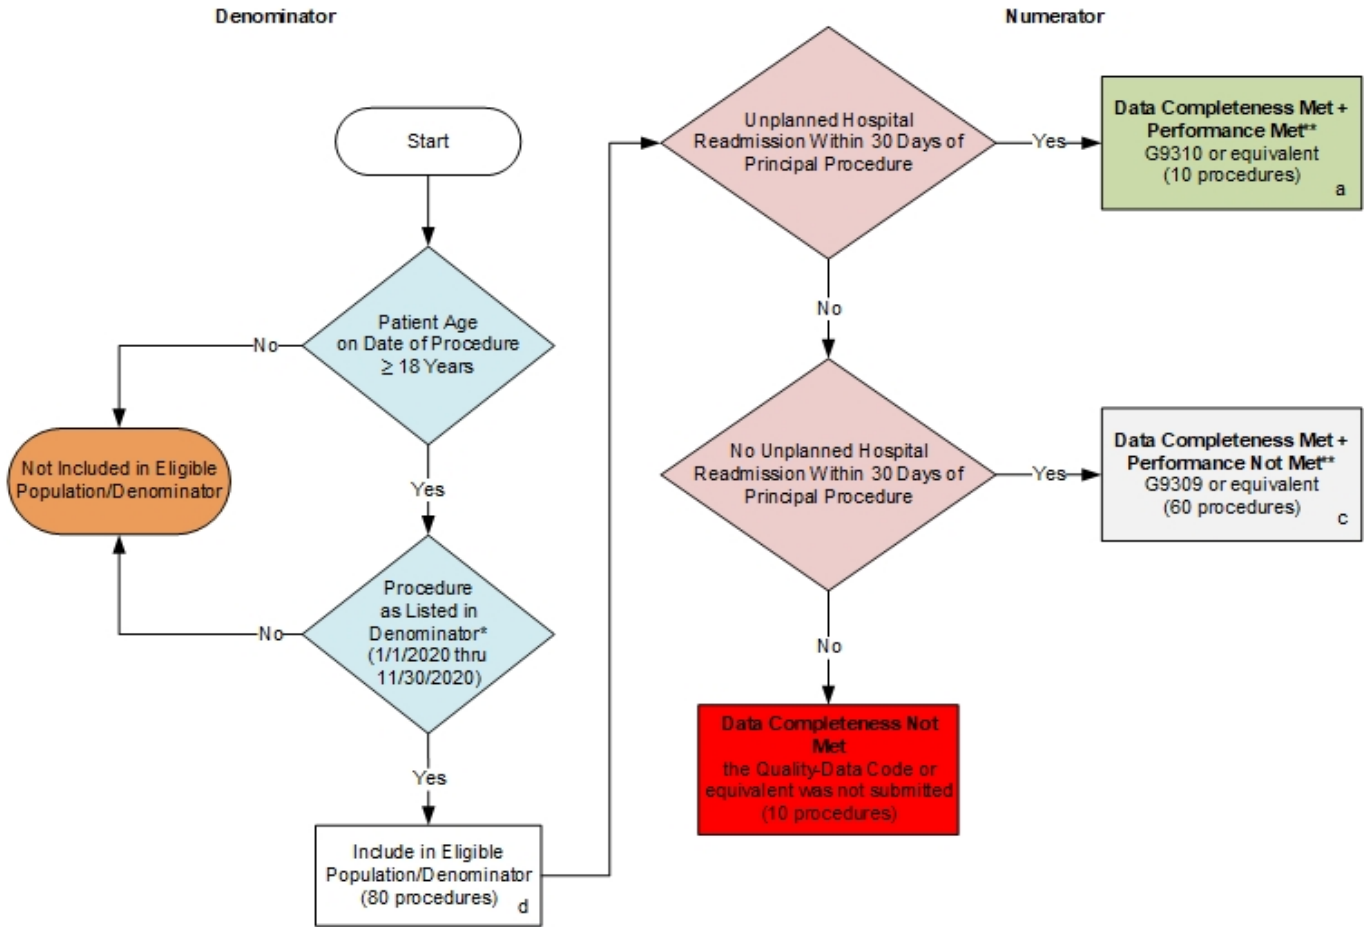 Denominator
Numerator
Start
Patient Age
on Date of Procedure
≥ 18 Years
No
Yes
Not Included in Eligible
Population/Denominator
Procedure
as Listed in
Denominator*
(1/1/2020 thru
11/30/2020)
No
Yes
Include in Eligible
Population/Denominator
(80 procedures)
d
Unplanned Hospital
Readmission Within 30 Days of
Principal Procedure
Yes
Data Completeness Met +
Performance Met**
G9310 or equivalent
(10 procedures)
a
No
No Unplanned Hospital
Readmission Within 30 Days of
Principal Procedure
Yes
Data Completeness Met +
Performance Not Met**
G9309 or equivalent
(60 procedures)
c
No
Data Completeness Not
Met
the Quality-Data Code or
equivalent was not submitted
(10 procedures)